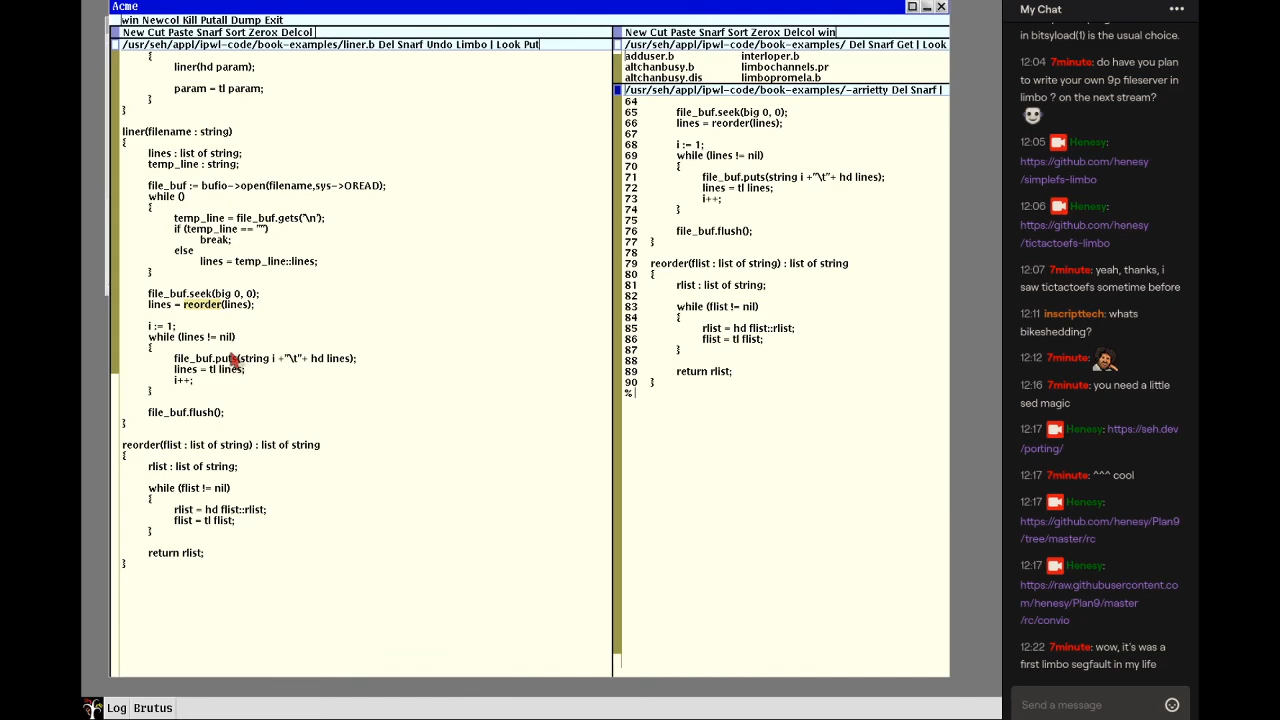 Acme
win Newcol Kill Putall Dump Exit
New Cut Paste Snarf Sort Zerox Delcol
/usr/seh/appl/ipwl-code/book-examples/liner.b Del Snarf Undo Limbo | Look Put
{
liner(hd param);
param = tl param;
}
}
liner(filename : string)
{
lines : list of string;
temp_line : string;
file_buf := bufio->open(filename,sys->OREAD);
while ()
{
temp_line = file_buf.gets('\n');
if (temp_line == "")
break;
else
lines = temp_line::lines;
}
file_buf.seek(big 0, 0);
lines = reorder(lines);
i := 1;
while (lines != nil)
{
file_buf.puts(string i +"\t"+ hd lines);
lines = tl lines;
i++;
}
file_buf.flush();
}
reorder(flist : list of string) : list of string
{
rlist : list of string;
while (flist != nil)
{
rlist = hd flist::rlist;
flist = tl flist;
}
return rlist;
}
New Cut Paste Snarf Sort Zerox Delcol win
/usr/seh/appl/ipwl-code/book-examples/ Del Snarf Get | Look
adduser.b interloper.b
altchanbusy.b limbochannels.pr
altchanbusy.dis limbopromela.b
/usr/seh/appl/ipwl-code/book-examples/-arrietty Del Snarf |
64
65 file_buf.seek(big 0, 0);
66 lines = reorder(lines);
67
68 i := 1;
69 while (lines != nil)
70 {
71 file_buf.puts(string i +"\t"+ hd lines);
72 lines = tl lines;
73 i++;
74 }
75
76 file_buf.flush();
77 }
78
79 reorder(flist : list of string) : list of string
80 {
81 rlist : list of string;
82
83 while (flist != nil)
84 {
85 rlist = hd flist::rlist;
86 flist = tl flist;
87 }
88
89 return rlist;
90 }
%
Log Brutus
My Chat
in bitsyload(1) is the usual choice.
12:04 7minute: do have you plan
to write your own 9p fileserver in
limbo ? on the next stream?
12:05 Henesy:
https://github.com/henesy
/simplefs-limbo
12:06 Henesy:
https://github.com/henesy
/tictactoefs-limbo
12:07 7minute: yeah, thanks, i
saw tictactoefs sometime before
12:11 inscripttech: whats
bikeshedding?
12:12 7minute:
12:16 7minute: you need a little
sed magic
12:17 Henesy: https://seh.dev
/porting/
12:17 7minute: ^^^ cool
12:17 Henesy:
https://github.com/henesy/Plan9
/tree/master/rc
12:17 Henesy:
https://raw.githubusercontent.co
m/henesy/Plan9/master
/rc/convio
12:22 7minute: wow, it's was a
first limbo segfault in my life
Send a message